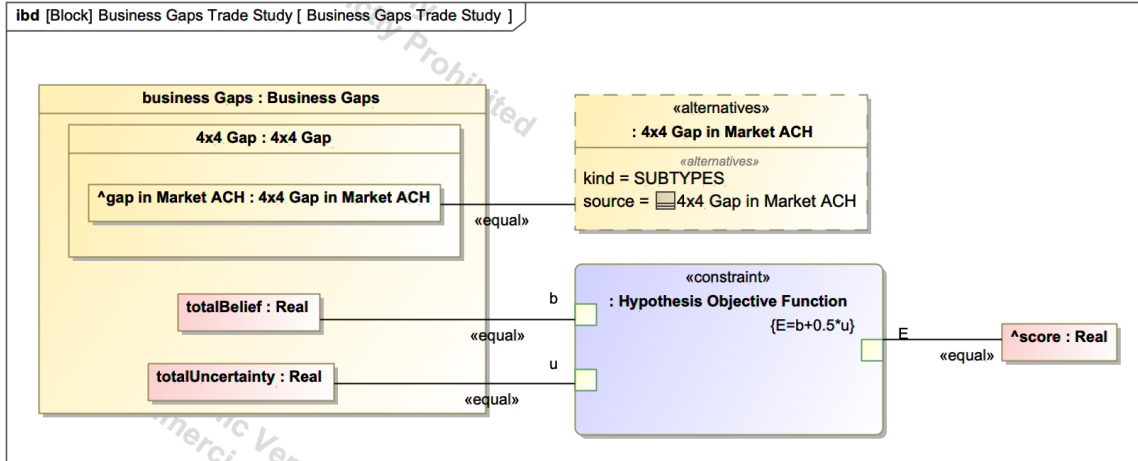 ibd [Block] Business Gaps Trade Study [ Business Gaps Trade Study ]
business Gaps : Business Gaps
4x4 Gap : 4x4 Gap
^gap in Market ACH : 4x4 Gap in Market ACH
«equal»
«alternatives»
: 4x4 Gap in Market ACH
«alternatives»
kind = SUBTYPES
source = 4x4 Gap in Market ACH
totalBelief : Real
«equal»
b
totalUncertainty : Real
«equal»
u
«constraint»
: Hypothesis Objective Function
{E=b+0.5*u}
E
«equal»
^score : Real
Prohibited